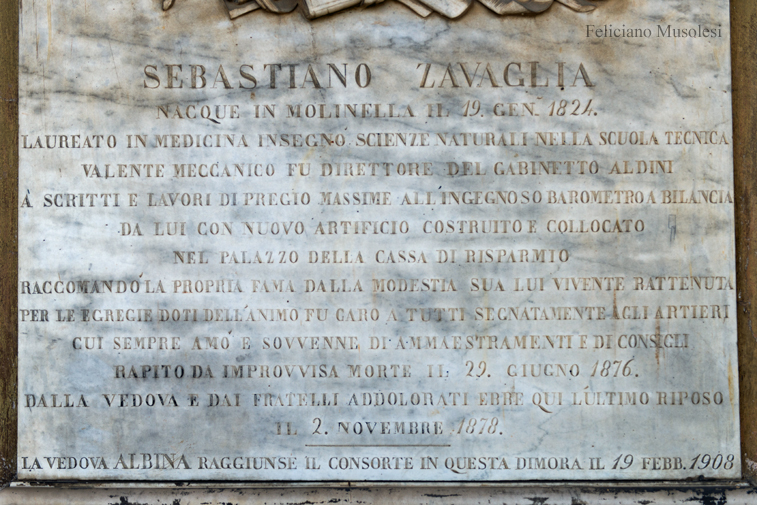 Feliciano Musolesi
SEBASTIANO ZAVAGLIA
NACQUE IN MOLINELLA IL 19. GEN. 1824.
LAUREATO IN MEDICINA INSEGNÒ SCIENZE NATURALI NELLA SCUOLA TECNICA
VALENTE MECCANICO FU DIRETTORE DEL GABINETTO ALDINI
A SCRITTI E LAVORI DI PREGIO MASSIME ALL'INGEGNOSO BAROMETRO A BILANCIA
DA LUI CON NUOVO ARTIFICIO COSTRUITO E COLLOCATO
NEL PALAZZO DELLA CASSA DI RISPARMIO
RACCOMANDÒ LA PROPRIA FAMA DALLA MODESTIA SUA LUI VIVENTE RATTENUTA
PER LE EGREGIE DOTI DELL'ANIMO FU CARO A TUTTI SEGNATAMENTE AGLI ARTIERI
CUI SEMPRE AMÒ E SOVVENNE DI AMMAESTRAMENTI E DI CONSIGLI
RAPITO DA IMPROVVISA MORTE IL 29. GIUGNO 1876.
DALLA VEDOVA E DAI FRATELLI ADDOLORATI EBBE QUI L'ULTIMO RIPOSO
IL 2. NOVEMBRE 1878.
LA VEDOVA ALBINA RAGGIUNSE IL CONSORTE IN QUESTA DIMORA IL 19 FEBB. 1908